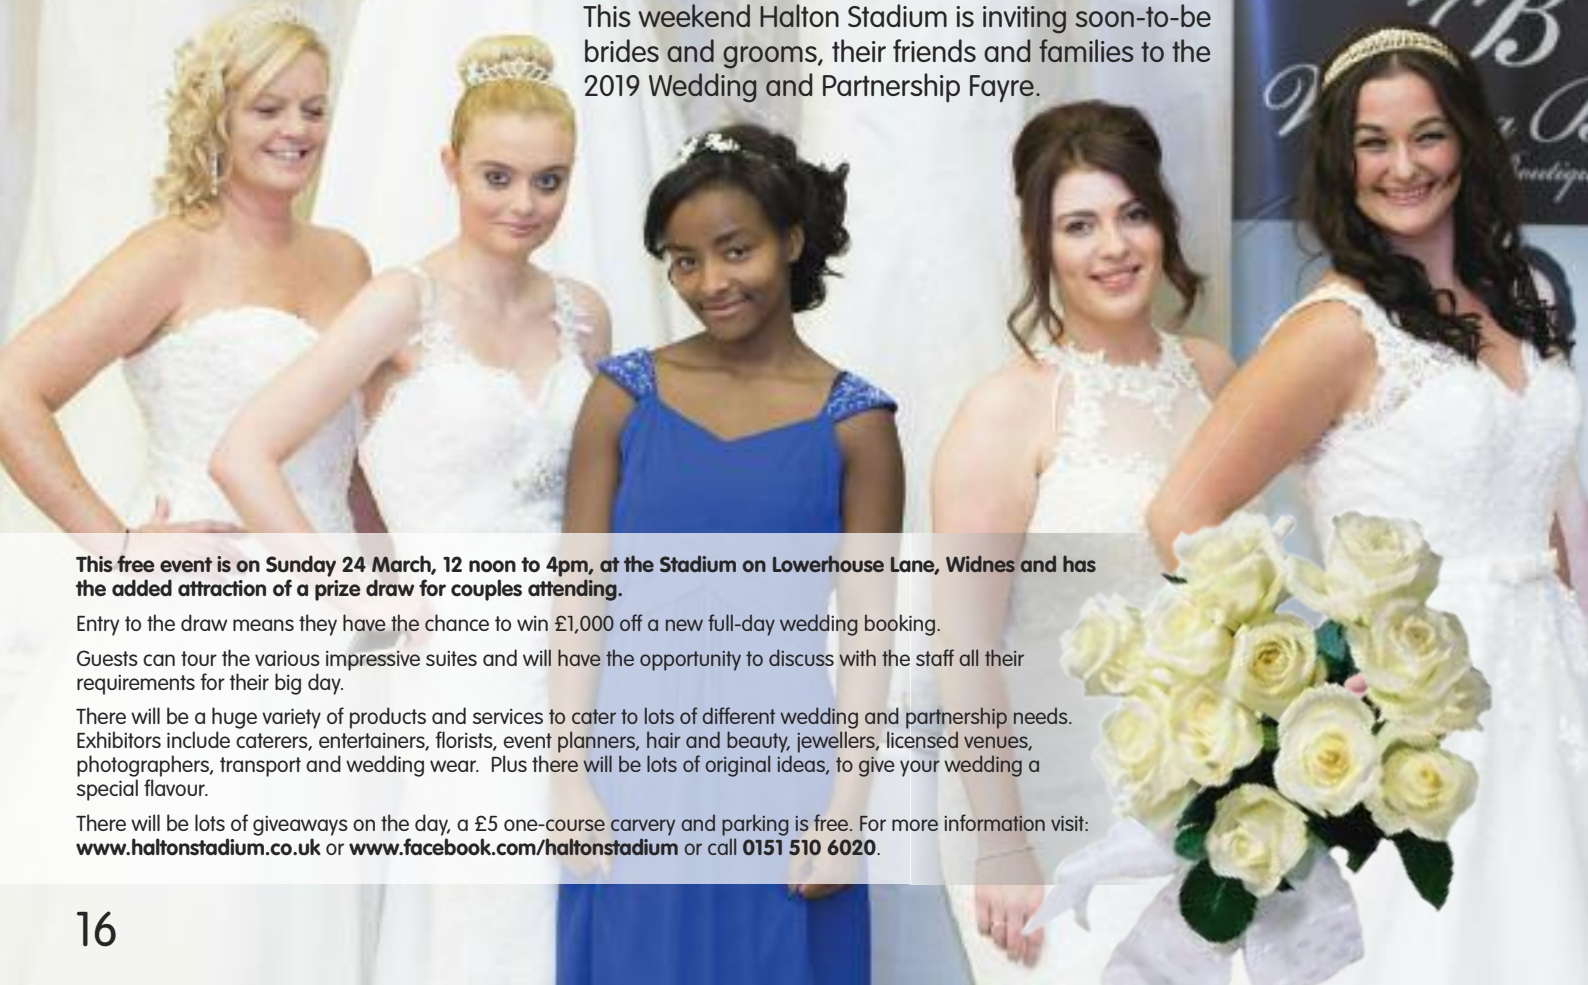 This weekend Halton Stadium is inviting soon-to-be
brides and grooms, their friends and families to the
2019 Wedding and Partnership Fayre.
B
This free event is on Sunday 24 March, 12 noon to 4pm, at the Stadium on Lowerhouse Lane, Widnes and has
the added attraction of a prize draw for couples attending.
Entry to the draw means they have the chance to win £1,000 off a new full-day wedding booking.
Guests can tour the various impressive suites and will have the opportunity to discuss with the staff all their
requirements for their big day.
There will be a huge variety of products and services to cater to lots of different wedding and partnership needs.
Exhibitors include caterers, entertainers, florists, event planners, hair and beauty, jewellers, licensed venues,
photographers, transport and wedding wear.  Plus there will be lots of original ideas, to give your wedding a
special flavour.
There will be lots of giveaways on the day, a £5 one-course carvery and parking is free. For more information visit:
www.haltonstadium.co.uk or www.facebook.com/haltonstadium or call 0151 510 6020.
16